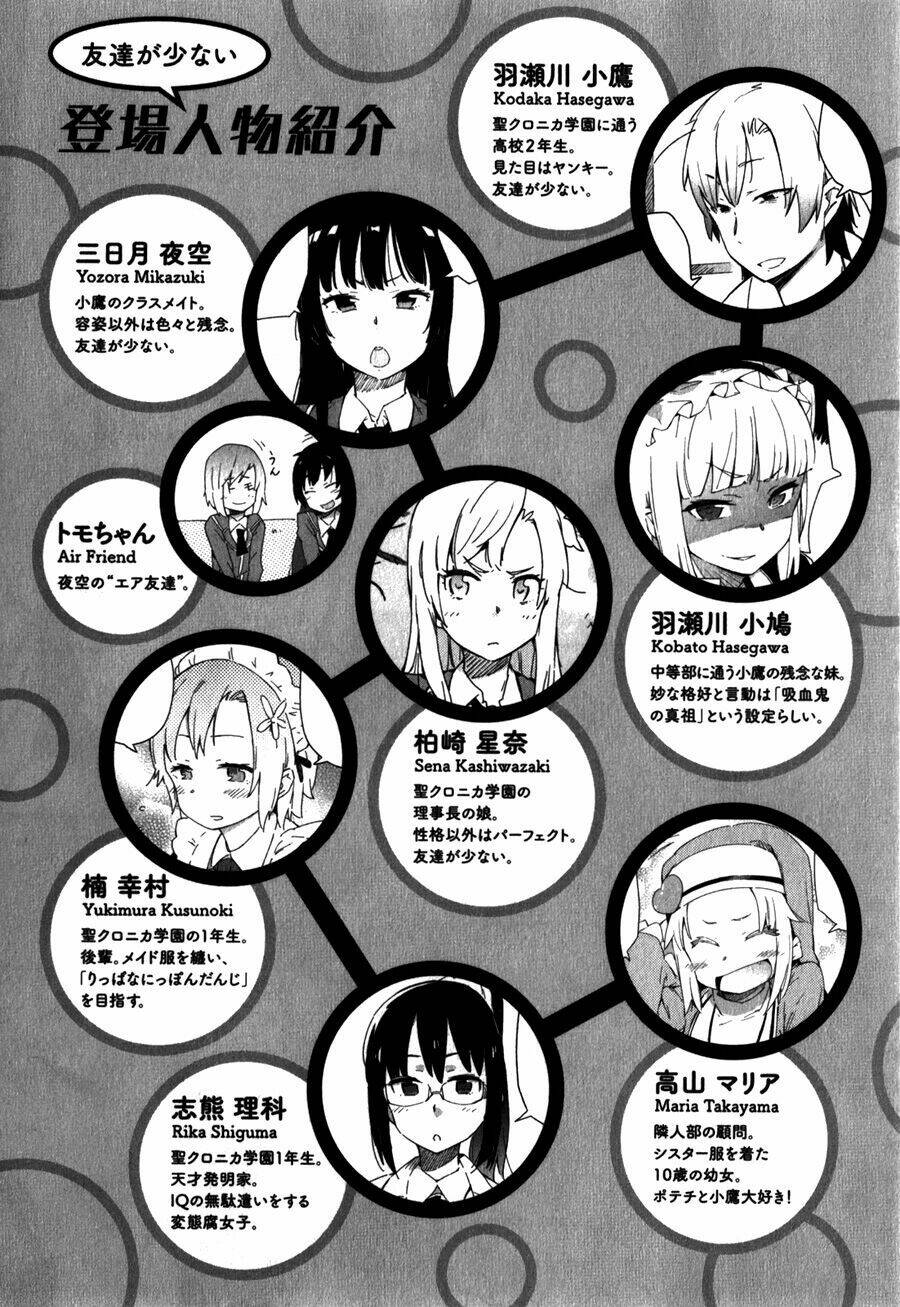 友達が少ない
登場人物紹介
羽瀬川 小鷹
Kodaka Hasegawa
聖クロニカ学園に通う
高校2年生。
見た目はヤンキー。
友達が少ない。
三日月 夜空
Yozora Mikazuki
小鷹のクラスメイト。
容姿以外は色々と残念。
友達が少ない。
うん
トモちゃん
Air Friend
夜空の“エア友達”。
羽瀬川 小鳩
Kobato Hasegawa
中等部に通う小鷹の残念な妹。
妙な格好と言動は「吸血鬼
の真祖」という設定らしい。
柏崎 星奈
Sena Kashiwazaki
聖クロニカ学園の
理事長の娘。
性格以外はパーフェクト。
友達が少ない。
楠 幸村
Yukimura Kusunoki
聖クロニカ学園の1年生。
後輩。メイド服を纏い、
「りっぱなにっぽんだんじ」
を目指す。
志熊 理科
Rika Shiguma
聖クロニカ学園1年生。
天才発明家。
IQの無駄遣いをする
変態腐女子。
高山 マリア
Maria Takayama
隣人部の顧問。
シスター服を着た
10歳の幼女。
ポテチと小鷹大好き!